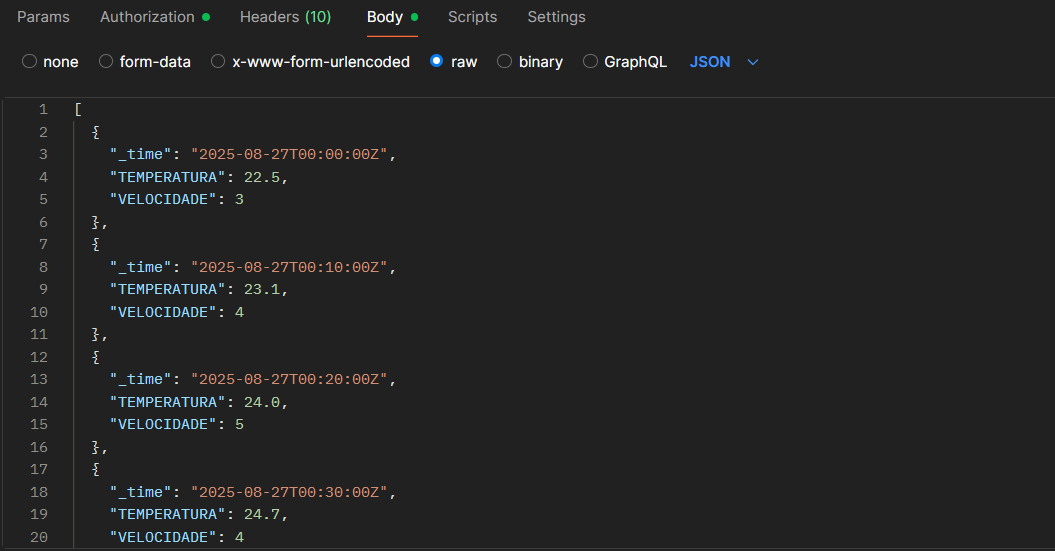 Params Authorization Headers (10) Body Scripts Settings
none form-data x-www-form-urlencoded raw binary GraphQL JSON
1 [
2 {
3 "_time": "2025-08-27T00:00:00Z",
4 "TEMPERATURA": 22.5,
5 "VELOCIDADE": 3
6 },
7 {
8 "_time": "2025-08-27T00:10:00Z",
9 "TEMPERATURA": 23.1,
10 "VELOCIDADE": 4
11 },
12 {
13 "_time": "2025-08-27T00:20:00Z",
14 "TEMPERATURA": 24.0,
15 "VELOCIDADE": 5
16 },
17 {
18 "_time": "2025-08-27T00:30:00Z",
19 "TEMPERATURA": 24.7,
20 "VELOCIDADE": 4